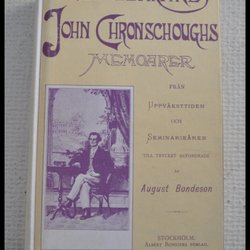 JOHN CHRONSCHOUGHS
MEMOARER
FRÅN
UPPVÄXTTIDEN
OCH
SEMINARIEÅREN
TILL TRYCKET BEFORDRADE
AF
AUGUST BONDESON
STOCKHOLM.
ALBERT BONNIERS FÖRLAG.